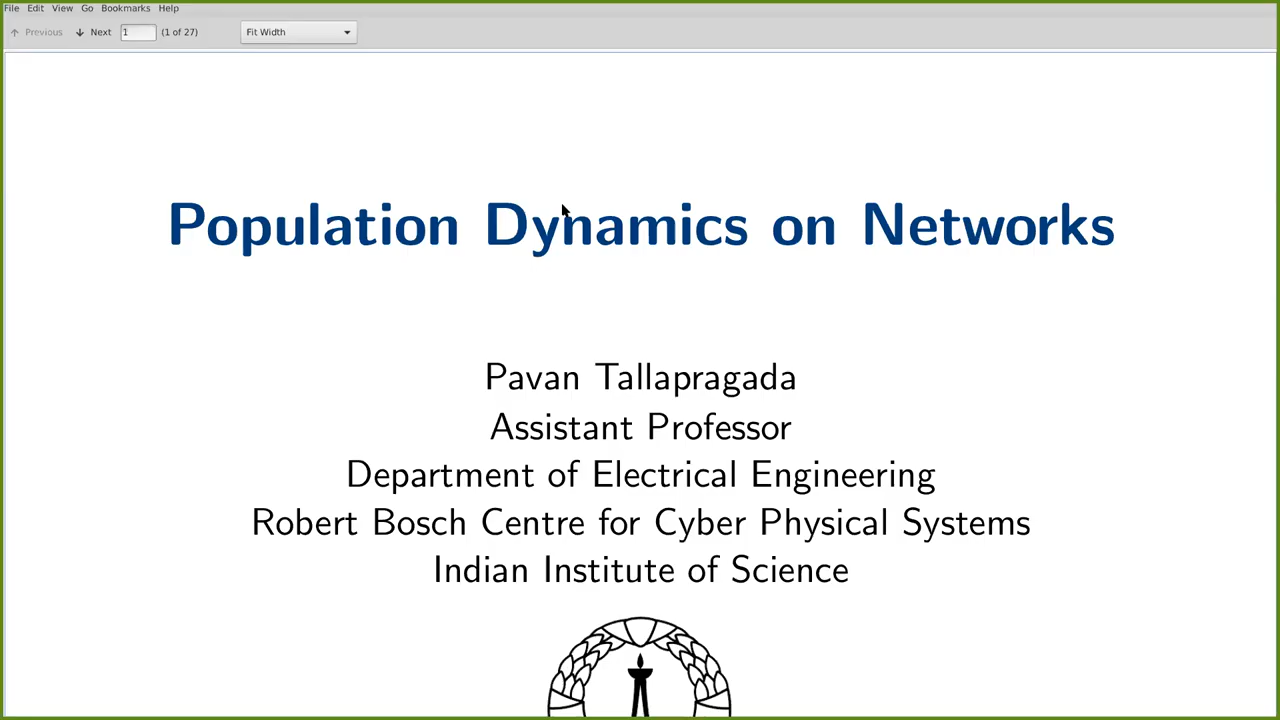 File Edit View Go Bookmarks Help
Previous Next 1 (1 of 27) Fit Width
Population Dynamics on Networks
Pavan Tallapragada
Assistant Professor
Department of Electrical Engineering
Robert Bosch Centre for Cyber Physical Systems
Indian Institute of Science